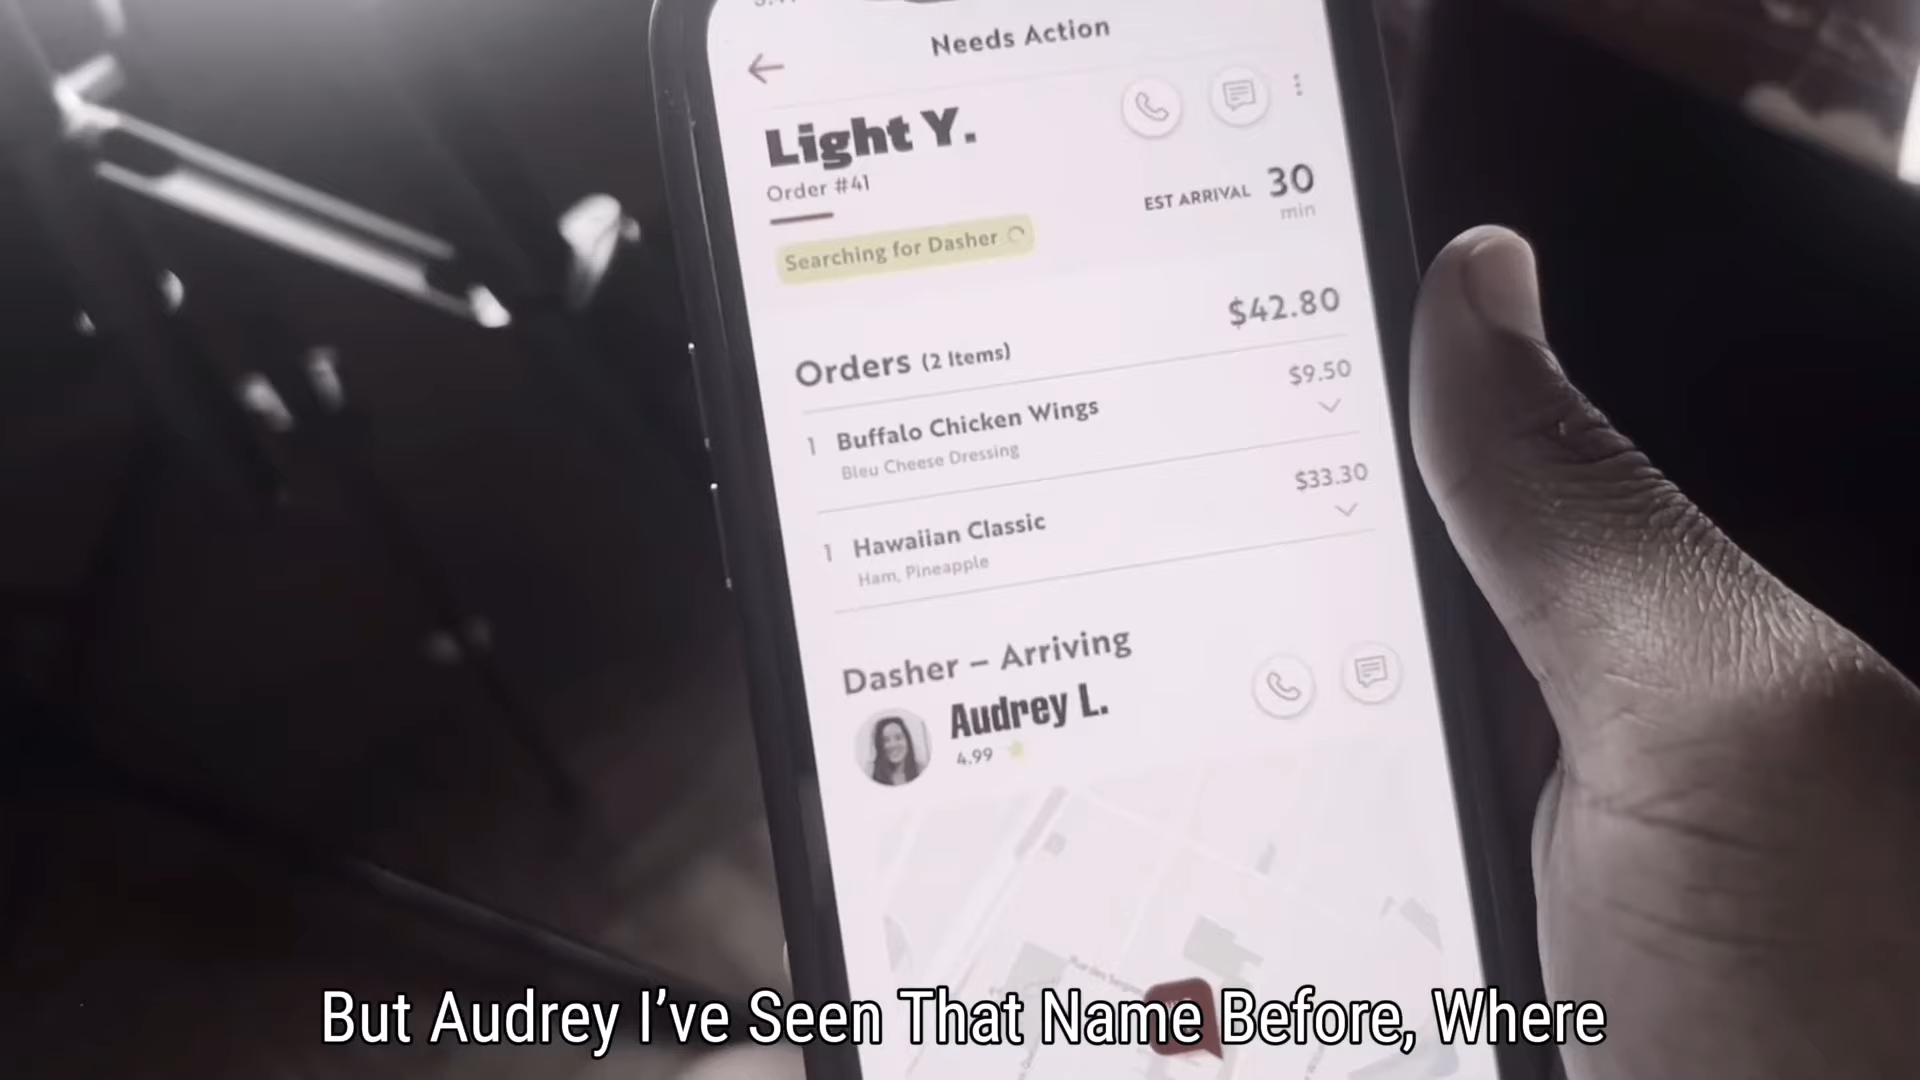 Needs Action
Light Y.
Order #41
EST ARRIVAL 30
min
Searching for Dasher
$42.80
Orders (2 Items)
$9.50
1 Buffalo Chicken Wings
Bleu Cheese Dressing
$33.30
1 Hawaiian Classic
Ham, Pineapple
Dasher – Arriving
Audrey L.
4.99
But Audrey I’ve Seen That Name Before, Where